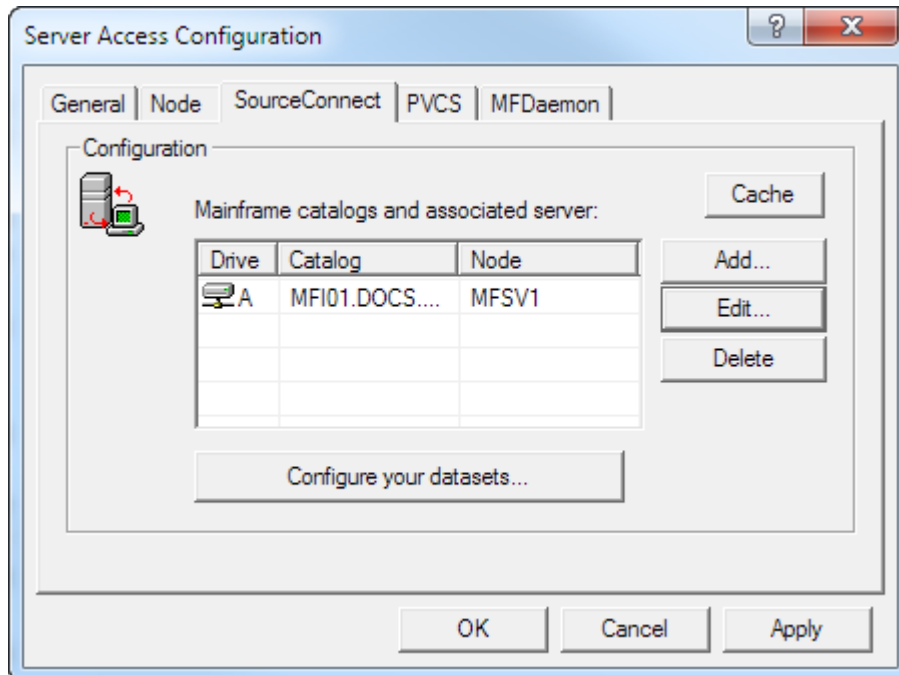 Server Access Configuration
?
General Node SourceConnect PVCS MFDaemon
Configuration
Cache
Mainframe catalogs and associated server:
Drive Catalog Node
Add...
A MFI01.DOCS.... MFSV1
Edit...
Delete
Configure your datasets...
OK Cancel Apply